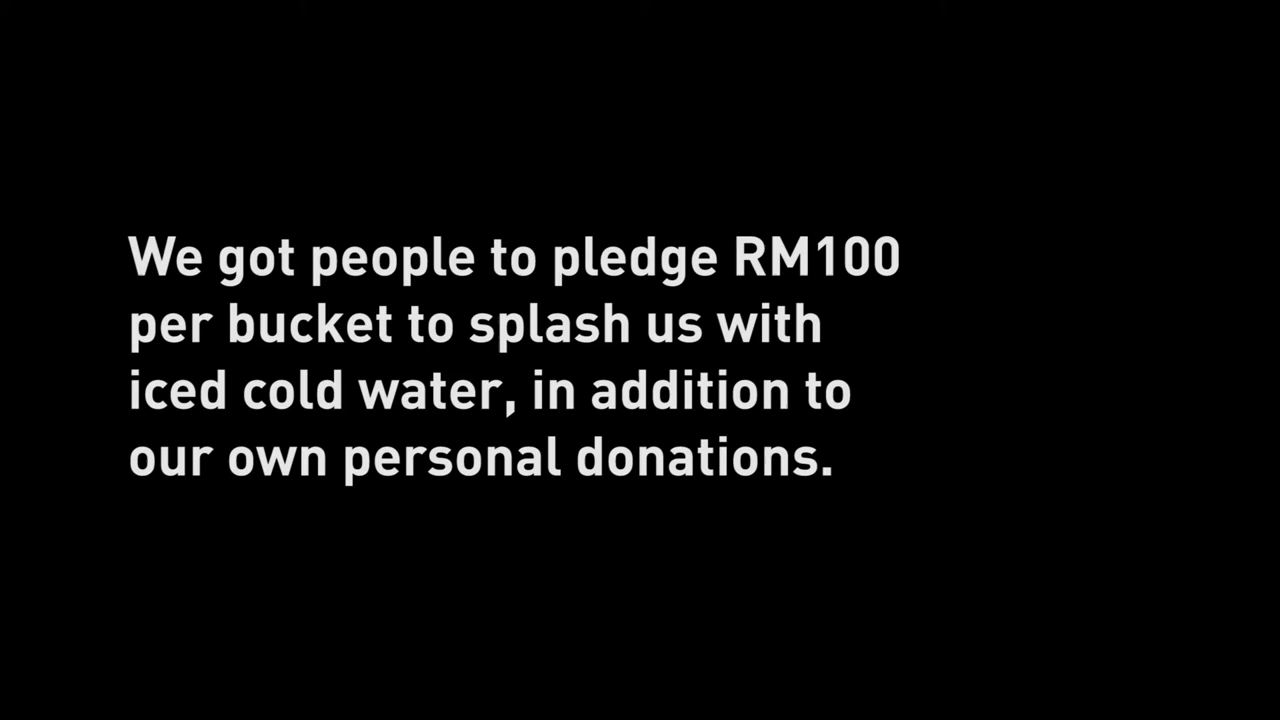 We got people to pledge RM100
per bucket to splash us with
iced cold water, in addition to
our own personal donations.